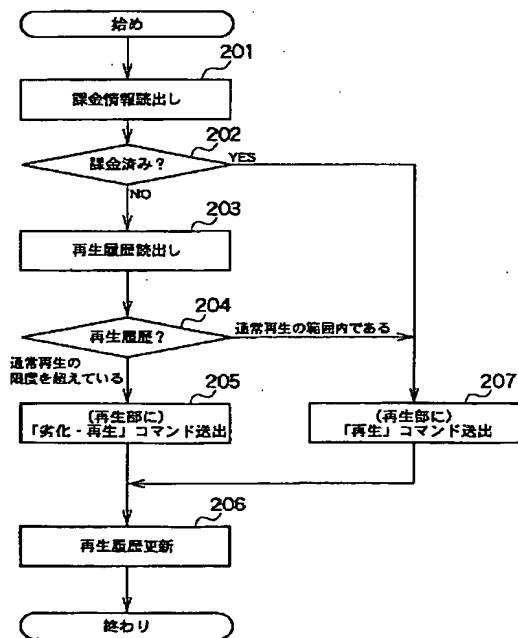 始め
201
課金情報読出し
202
課金済み?
YES
NO
203
再生履歴読出し
204
再生履歴?
通常再生の範囲内である
通常再生の
限度を超えている
205
(再生部に)
「劣化・再生」コマンド送出
207
(再生部に)
「再生」コマンド送出
206
再生履歴更新
終わり